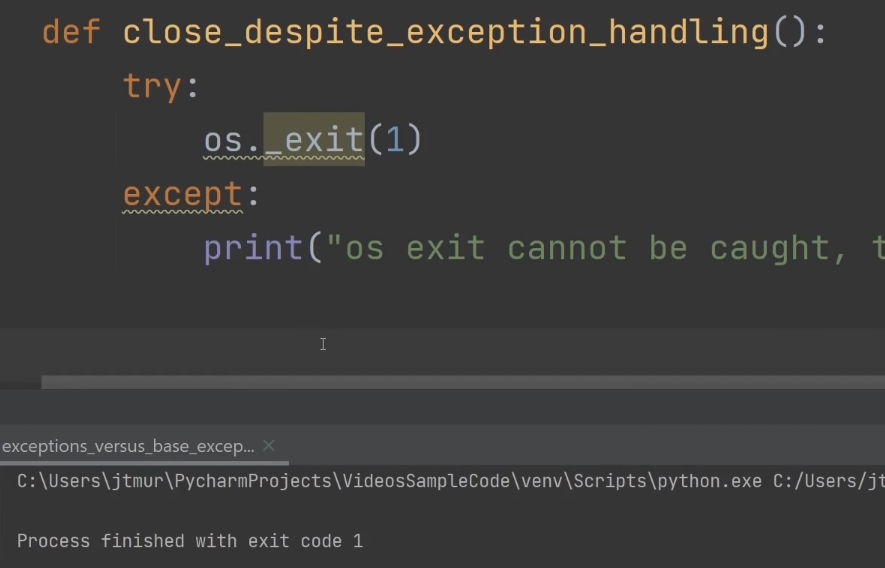 def close_despite_exception_handling():
try:
os._exit(1)
except:
print("os exit cannot be caught, t
exceptions_versus_base_excep...
C:\Users\jtmur\PycharmProjects\VideosSampleCode\venv\Scripts\python.exe C:/Users/jt
Process finished with exit code 1